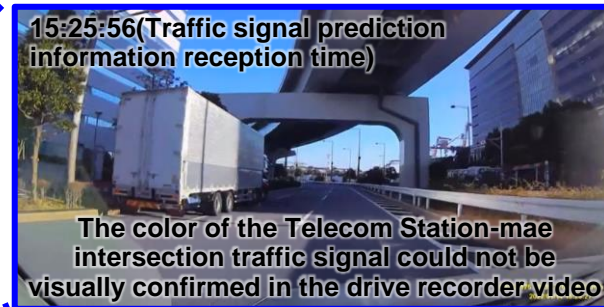 15:25:56(Traffic signal prediction
information reception time)
The color of the Telecom Station-mae
intersection traffic signal could not be
visually confirmed in the drive recorder video